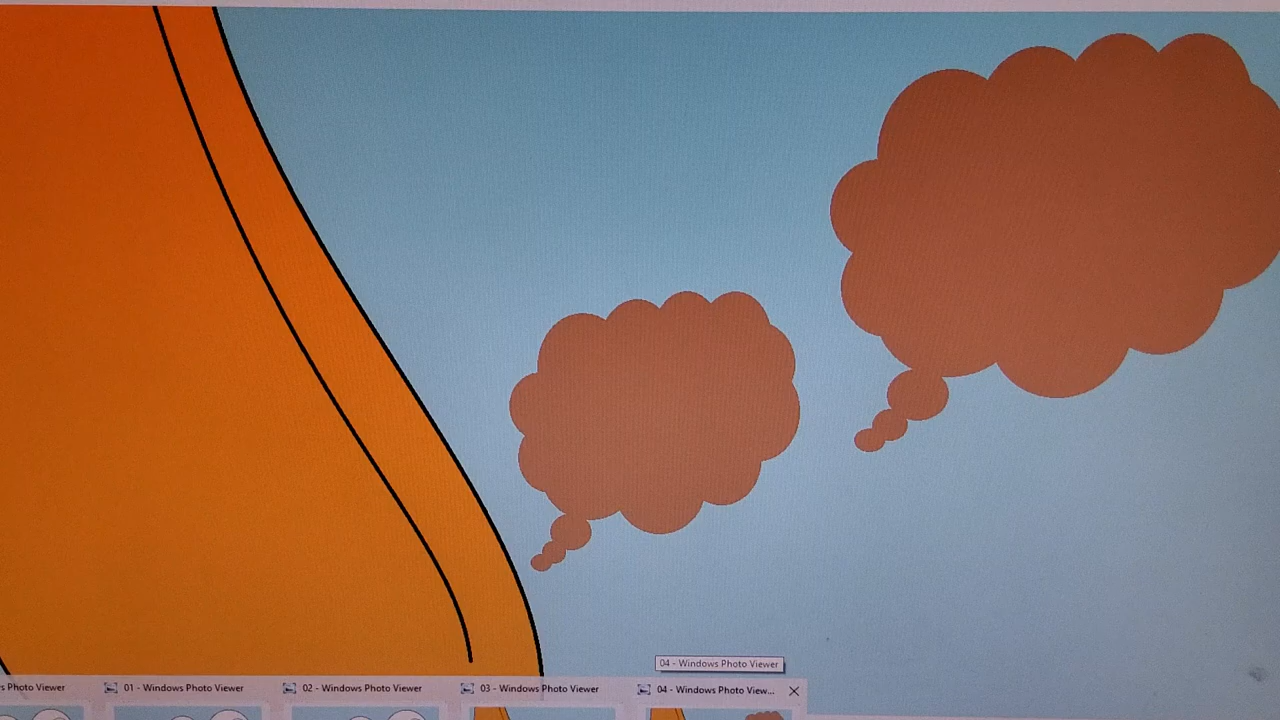 04 - Windows Photo Viewer
s Photo Viewer
01 - Windows Photo Viewer
02 - Windows Photo Viewer
03 - Windows Photo Viewer
04 - Windows Photo View...